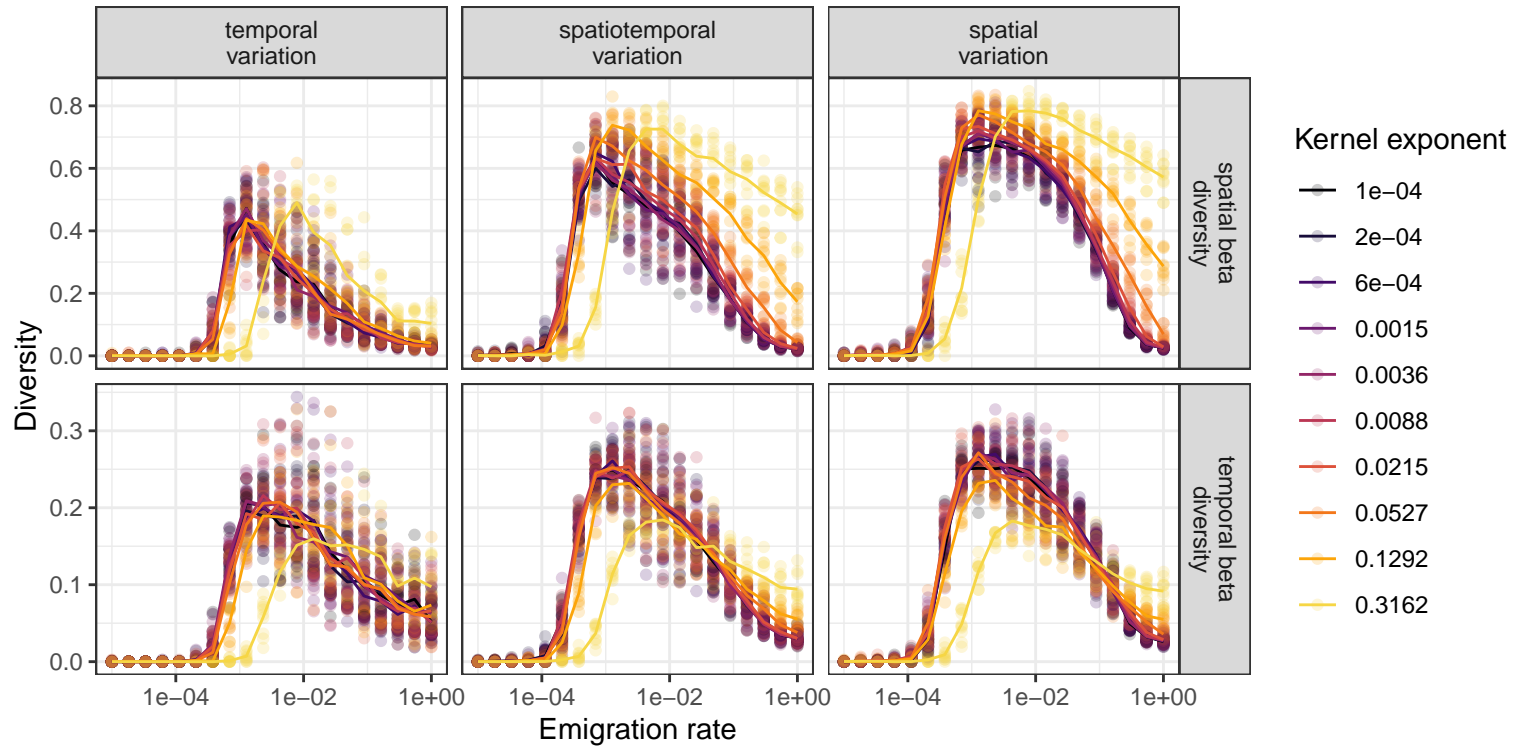 temporal
variation
spatiotemporal
variation
spatial
variation
0.8
0.6
0.4
0.2
0.0
spatial beta
diversity
Diversity
0.3
0.2
0.1
0.0
temporal beta
diversity
1e−04
1e−02
1e+00
1e−04
1e−02
1e+00
1e−04
1e−02
1e+00
Emigration rate
Kernel exponent
1e−04
2e−04
6e−04
0.0015
0.0036
0.0088
0.0215
0.0527
0.1292
0.3162